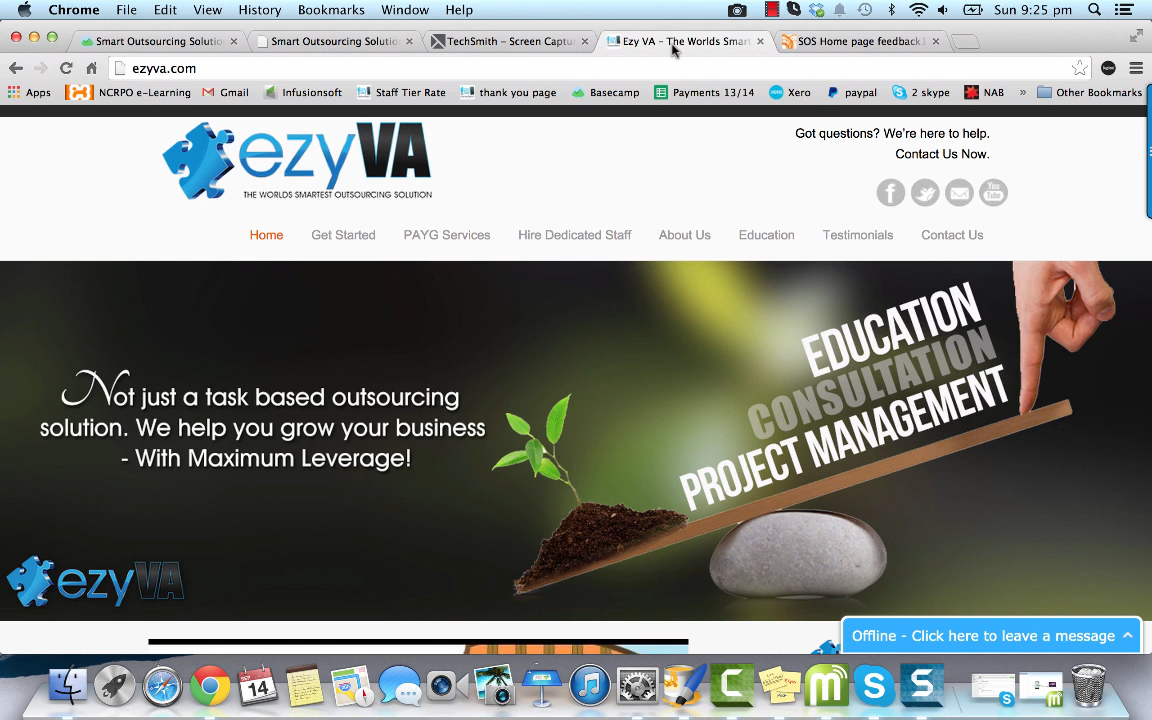 Chrome File Edit View History Bookmarks Window Help Sun 9:25 pm
Smart Outsourcing Solutio Smart Outsourcing Solutio TechSmith – Screen Captu Ezy VA – The Worlds Smart SOS Home page feedback
ezyva.com
Apps NCRPO e-Learning Gmail Infusionsoft Staff Tier Rate thank you page Basecamp Payments 13/14 Xero paypal 2 skype NAB » Other Bookmarks
ezyVA
THE WORLDS SMARTEST OUTSOURCING SOLUTION
Got questions? We're here to help.
Contact Us Now.
You Tube
Home Get Started PAYG Services Hire Dedicated Staff About Us Education Testimonials Contact Us
EDUCATION
CONSULTATION
PROJECT MANAGEMENT
Not just a task based outsourcing
solution. We help you grow your business
- With Maximum Leverage!
ezyVA
Offline - Click here to leave a message
SEP
14